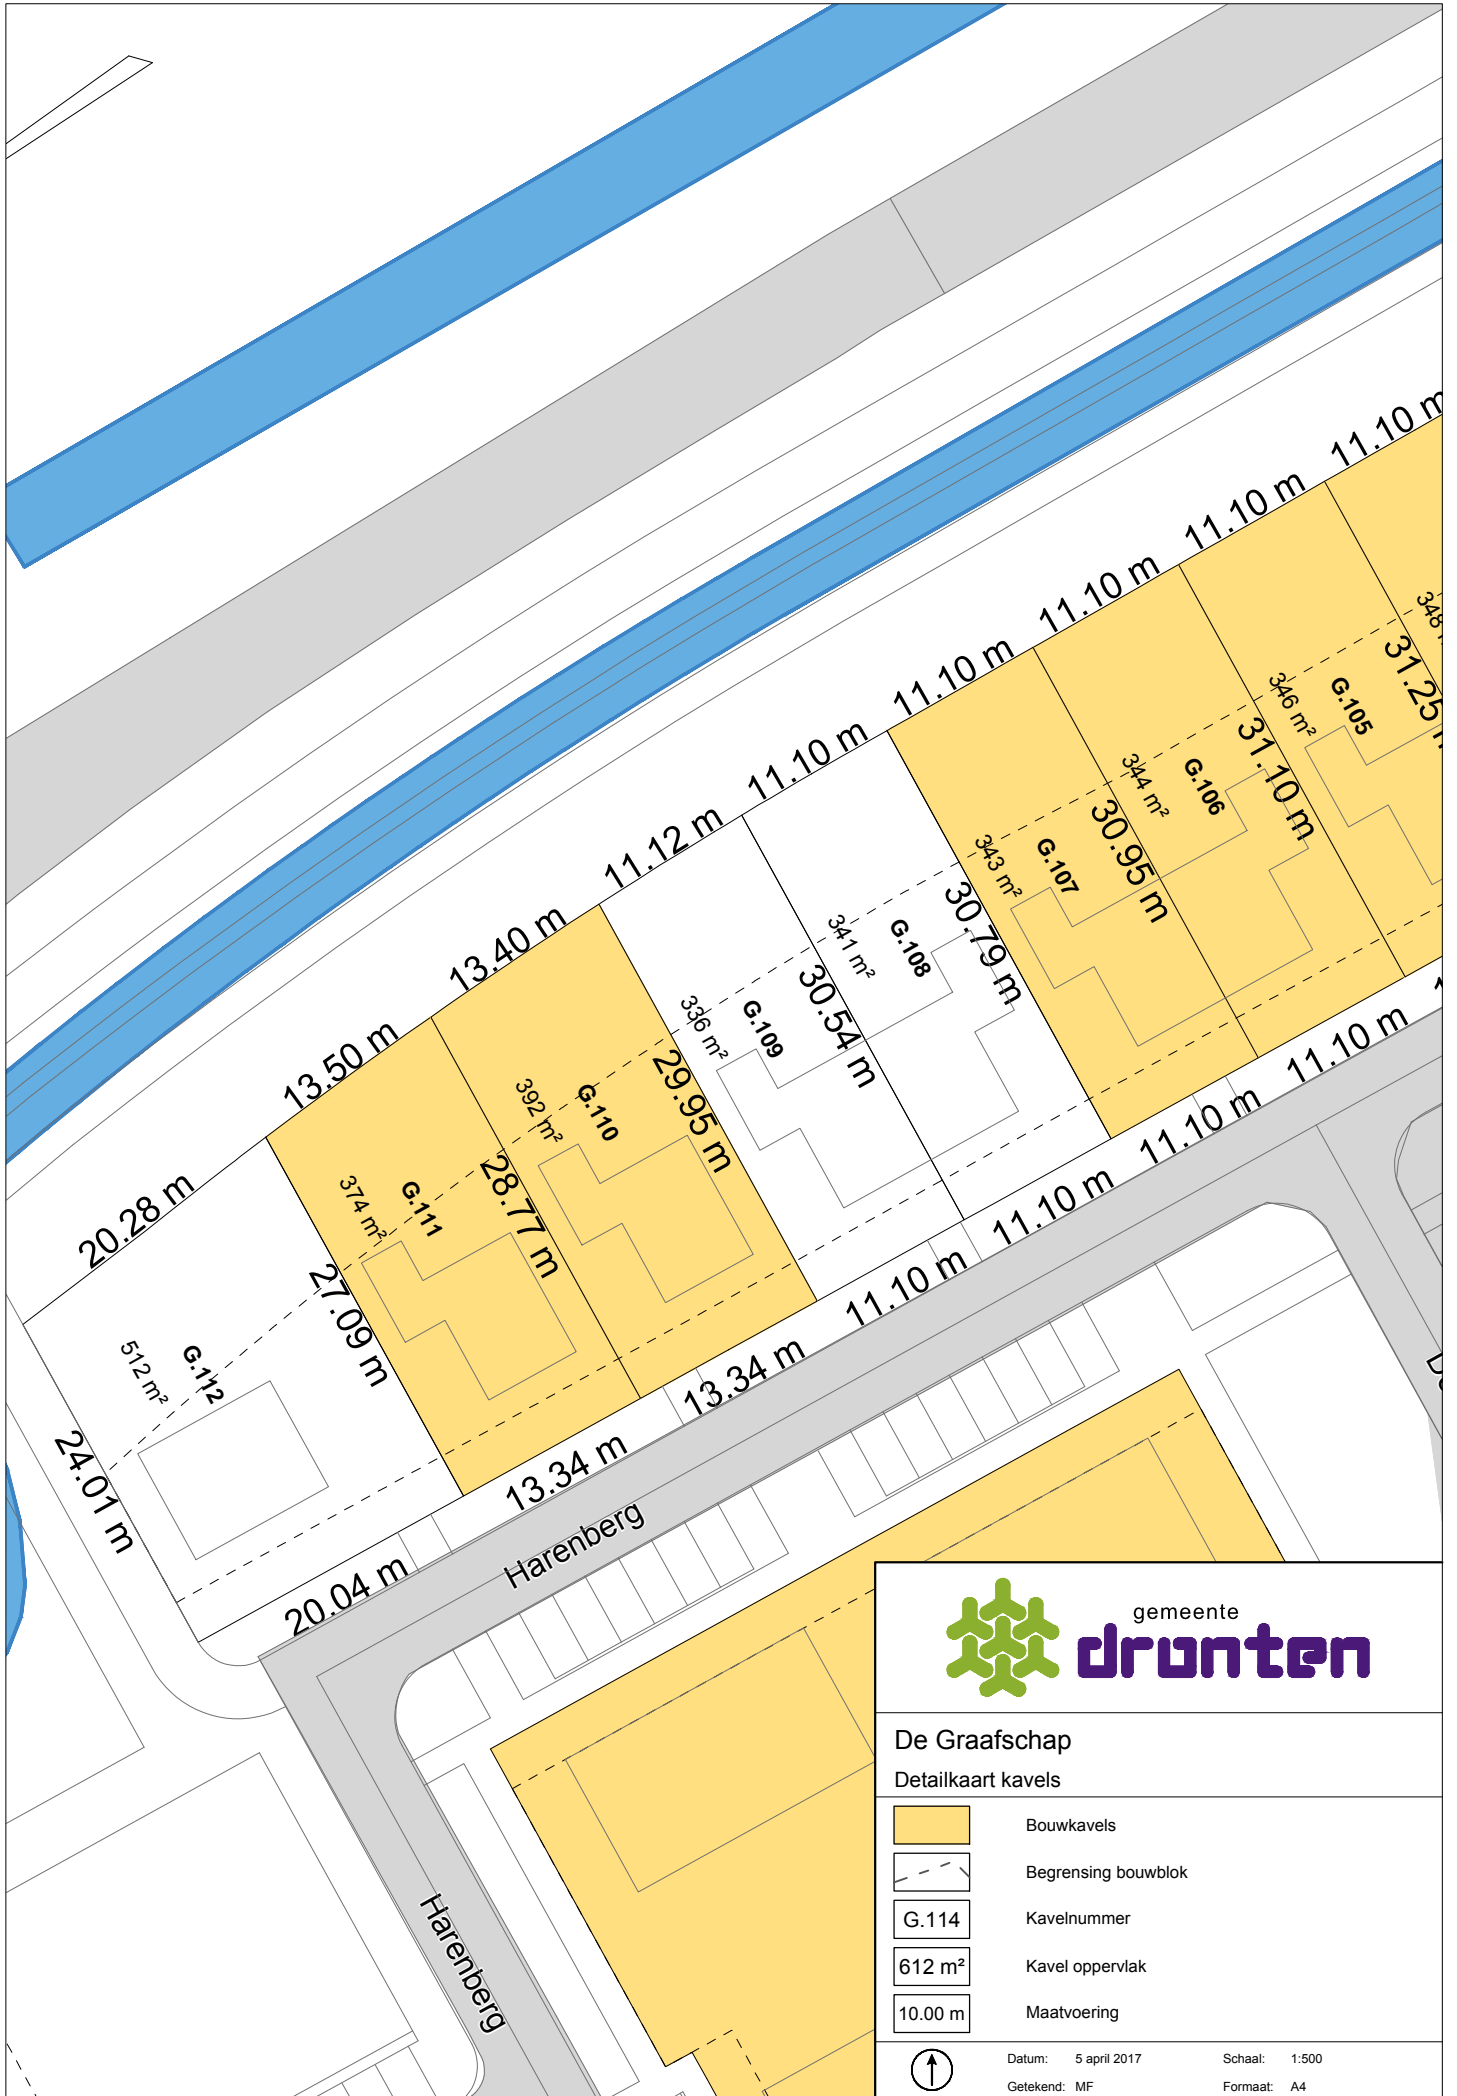 11.10 m
11.10 m
11.10 m
11.10 m
11.10 m
11.12 m
13.40 m
13.50 m
20.28 m
G.105
346 m²
31.25
31.10 m
G.106
344 m²
30.95 m
G.107
343 m²
30.79 m
G.108
341 m²
30.54 m
G.109
336 m²
29.95 m
G.110
392 m²
28.77 m
G.111
374 m²
27.09 m
G.112
512 m²
24.01 m
11.10 m
11.10 m
11.10 m
11.10 m
13.34 m
13.34 m
20.04 m
Harenberg
Harenberg
gemeente
dronten
De Graafschap
Detailkaart kavels
Bouwkavels
Begrensing bouwblok
G.114 Kavelnummer
612 m² Kavel oppervlak
10.00 m Maatvoering
Datum: 5 april 2017 Schaal: 1:500
Getekend: MF Formaat: A4